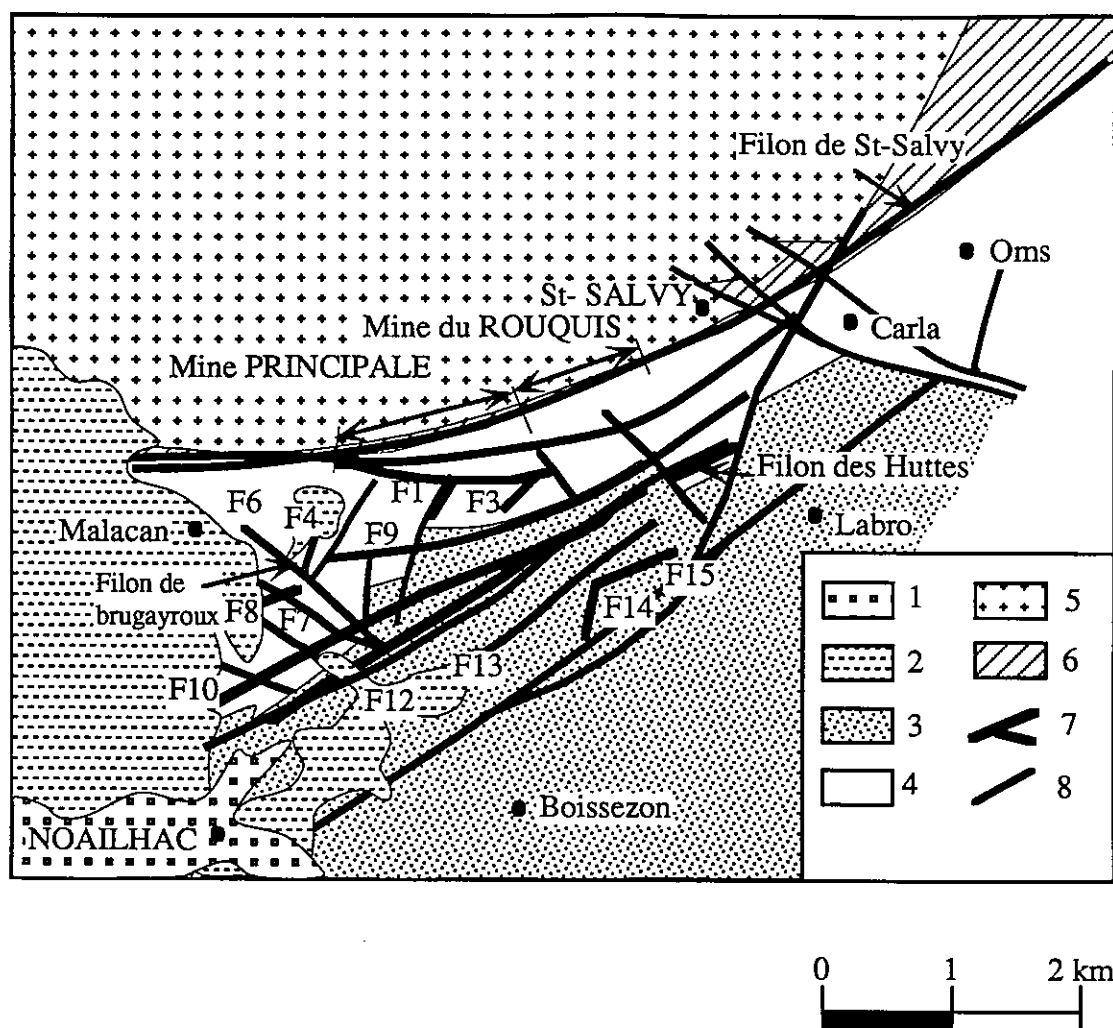 Filon de St-Salvy
Oms
St- SALVY
Mine du ROUQUIS
Carla
Mine PRINCIPALE
Filon des Huttes
F1
F3
F6
F4
Malacan
F9
Labro
Filon de
brugayroux
F8
F7
F15
F14
F13
F10
F12
Boissezon
NOAILHAC
1
2
3
4
5
6
7
8
0 1 2 km